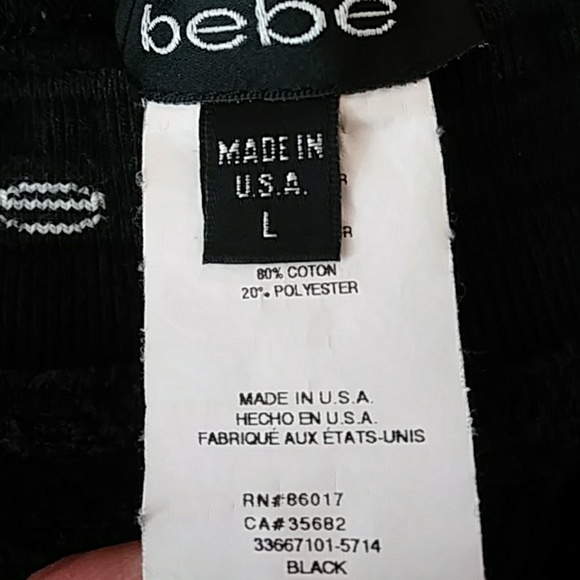 bebe
MADE IN
U.S.A.
L
R
R
80% COTON
20% POLYESTER
MADE IN U.S.A.
HECHO EN U.S.A.
FABRIQUÉ AUX ÉTATS-UNIS
RN#86017
CA#35682
33667101-5714
BLACK